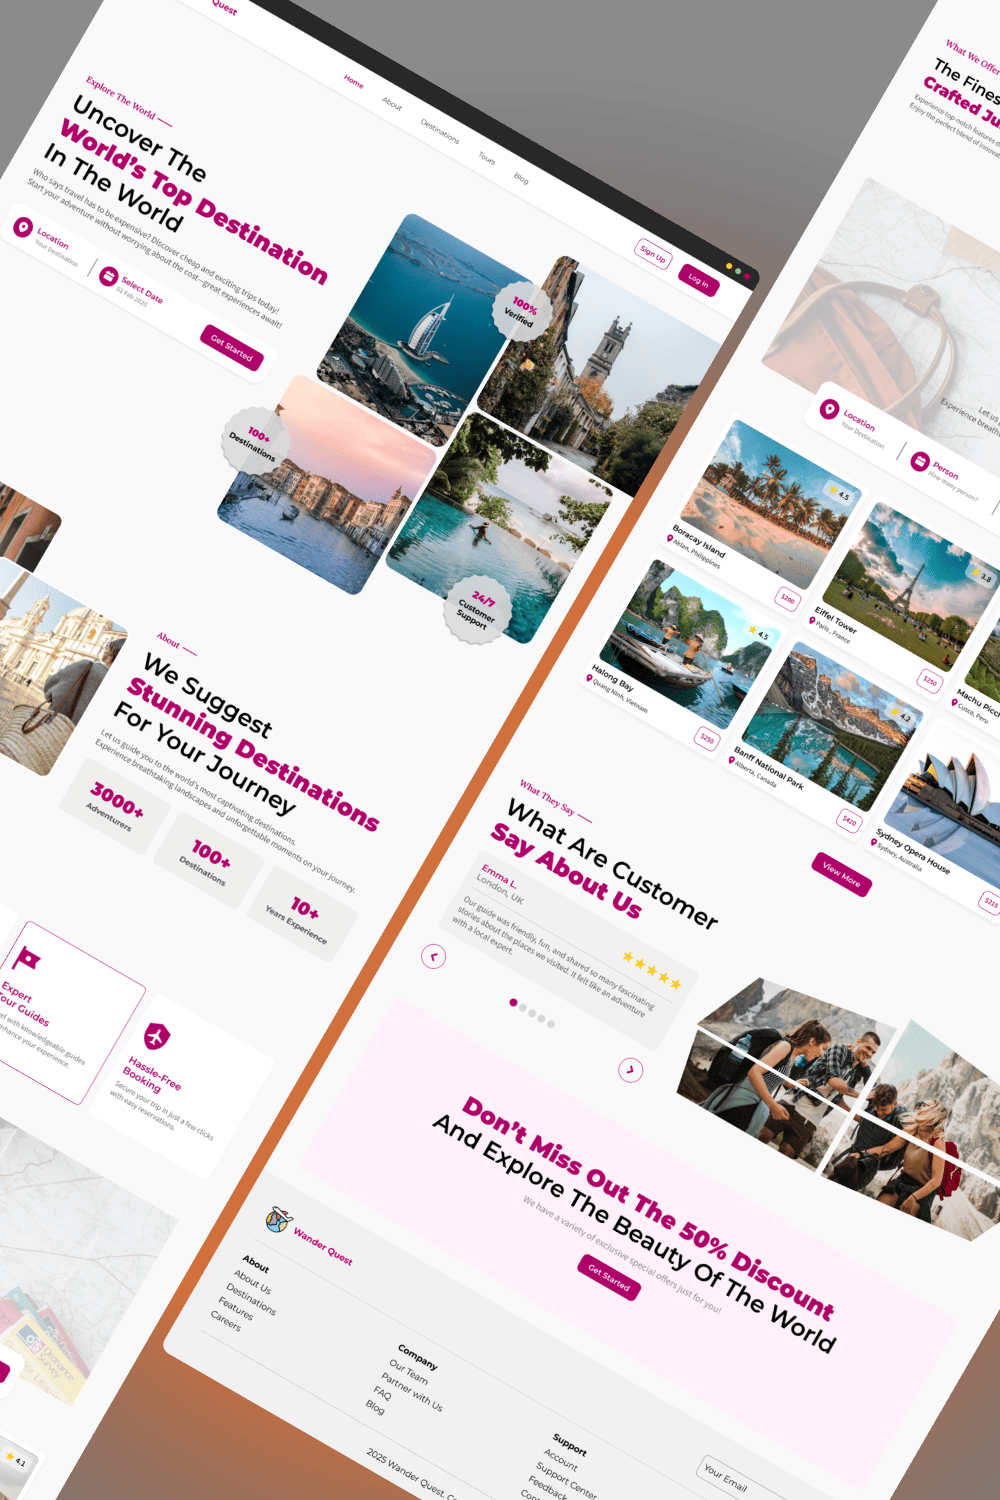 Quest
Home
About
Destinations
Tours
Blog
Sign Up
Log In
Explore The World
Uncover The
World's Top Destination
In The World
Who says travel has to be expensive? Discover cheap and exciting trips today!
Start your adventure without worrying about the cost—great experiences await!
Location
Your Destination
Select Date
02 Feb 2025
Get Started
100%
Verified
100+
Destinations
24/7
Customer
Support
About
We Suggest
Stunning Destinations
For Your Journey
Let us guide you to the world's most captivating destinations.
Experience breathtaking landscapes and unforgettable moments on your journey.
3000+
Adventurers
100+
Destinations
10+
Years Experience
Expert
Tour Guides
with knowledgeable guides
enhance your experience.
Hassle-Free
Booking
Secure your trip in just a few clicks
with easy reservations.
Ordnance
Survey
4.1
What We Offer
The Fines
Crafted Ju
Experience top-notch features d
Enjoy the perfect blend of innovat
Let us
Experience breath
Location
Your Destination
Person
How many person?
4.5
Boracay Island
Aklan, Philippines
$200
3.8
Eiffel Tower
Paris , France
$250
Machu Picc
Cusco, Peru
4.5
Halong Bay
Quang Ninh, Vietnam
$250
4.2
Banff National Park
Alberta, Canada
$420
Sydney Opera House
Sydney, Australia
$215
View More
What They Say
What Are Customer
Say About Us
Emma L.
London, UK
Our guide was friendly, fun, and shared so many fascinating
stories about the places we visited. It felt like an adventure
with a local expert.
Don't Miss Out The 50% Discount
And Explore The Beauty Of The World
We have a variety of exclusive special offers just for you!
Get Started
Wander Quest
About
About Us
Destinations
Features
Careers
Company
Our Team
Partner with Us
FAQ
Blog
Support
Account
Support Center
Feedback
Your Email
2025 Wander Quest.